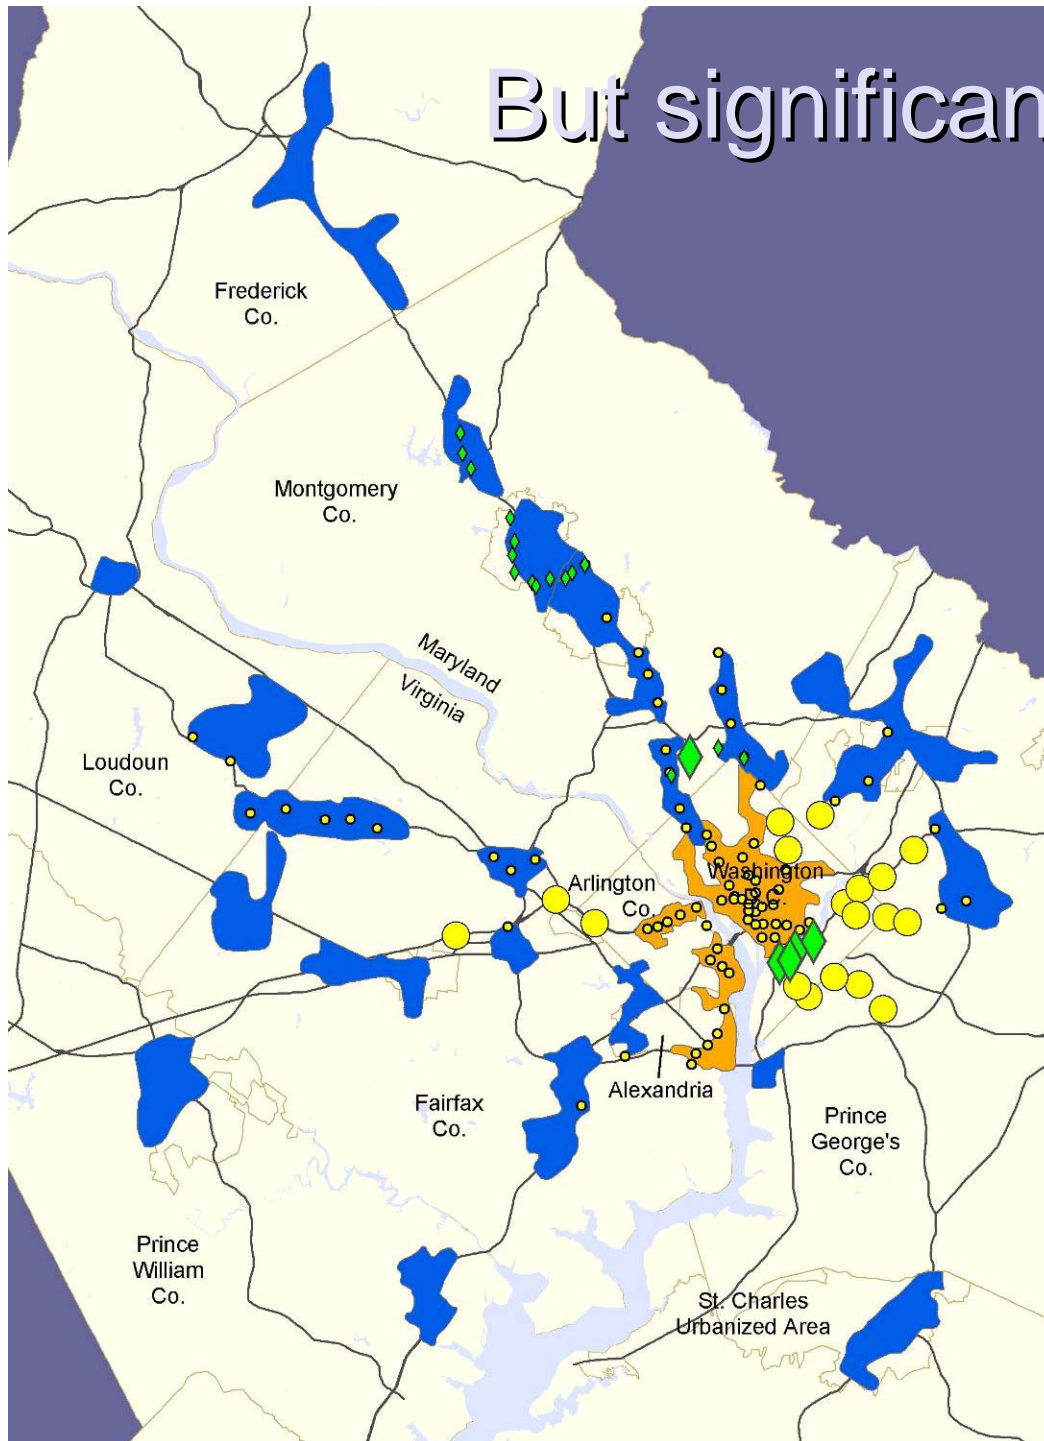 But significan
Frederick
Co.
Montgomery
Co.
Maryland
Virginia
Loudoun
Co.
Washington
D.C.
Arlington
Co.
Alexandria
Fairfax
Co.
Prince
George's
Co.
Prince
William
Co.
St. Charles
Urbanized Area